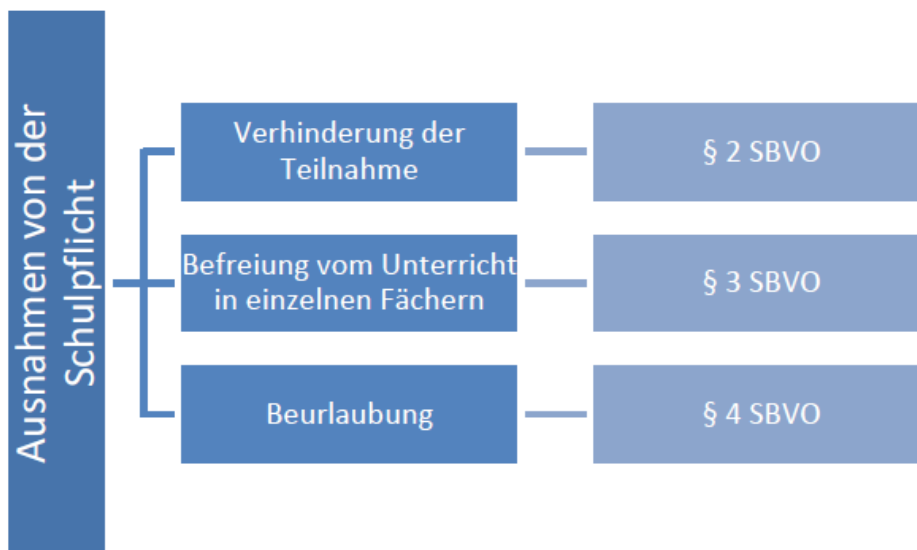 Ausnahmen von der
Schulpflicht
Verhinderung der
Teilnahme
§ 2 SBVO
Befreiung vom Unterricht
in einzelnen Fächern
§ 3 SBVO
Beurlaubung
§ 4 SBVO